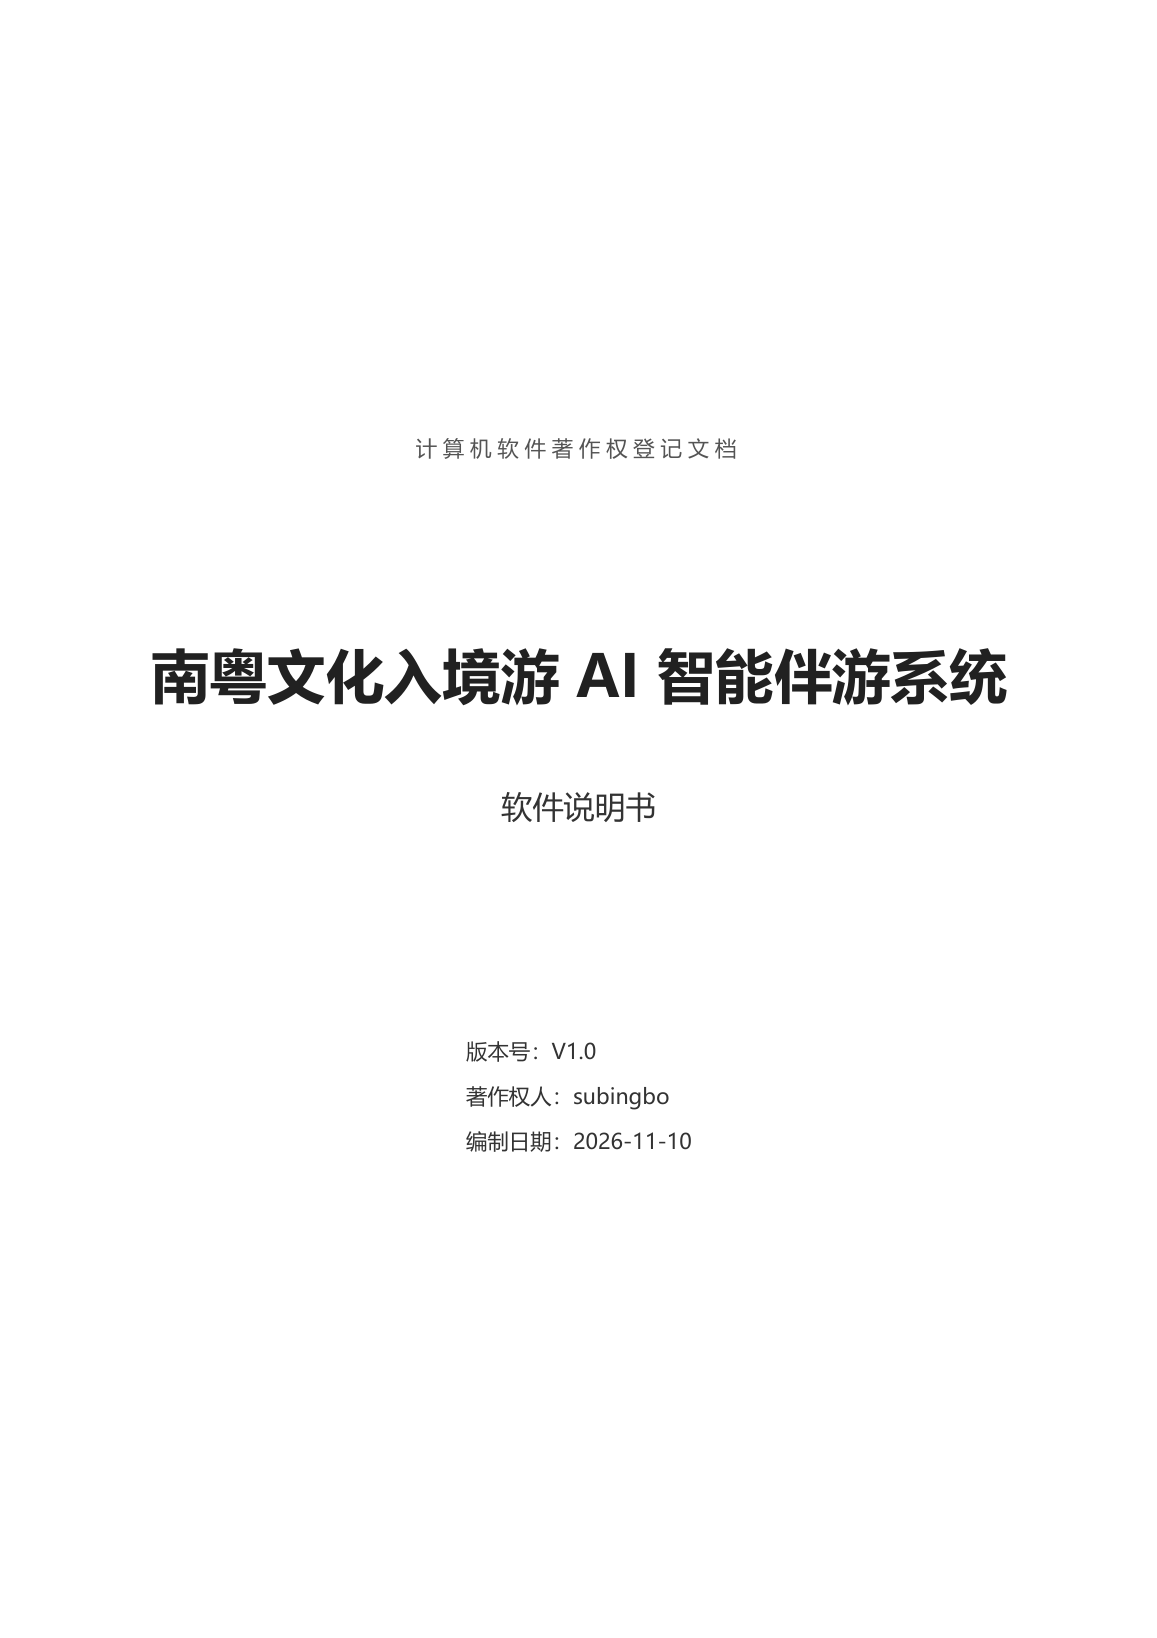 计算机软件著作权登记文档
南粤文化入境游 AI 智能伴游系统
软件说明书
版本号：V1.0
著作权人：subingbo
编制日期：2026-11-10